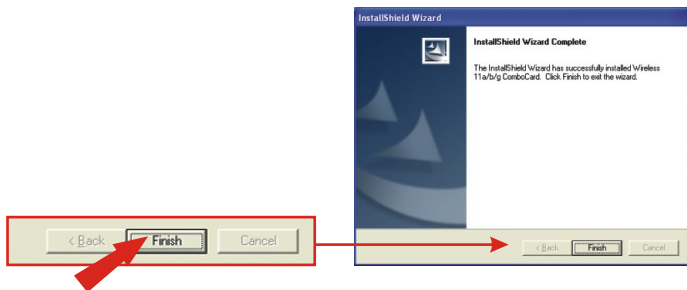 InstallShield Wizard
InstallShield Wizard Complete
The InstallShield Wizard has successfully installed Wireless
11a/b/g ComboCard. Click Finish to exit the wizard.
< Back Finish Cancel
< Back Finish Cancel